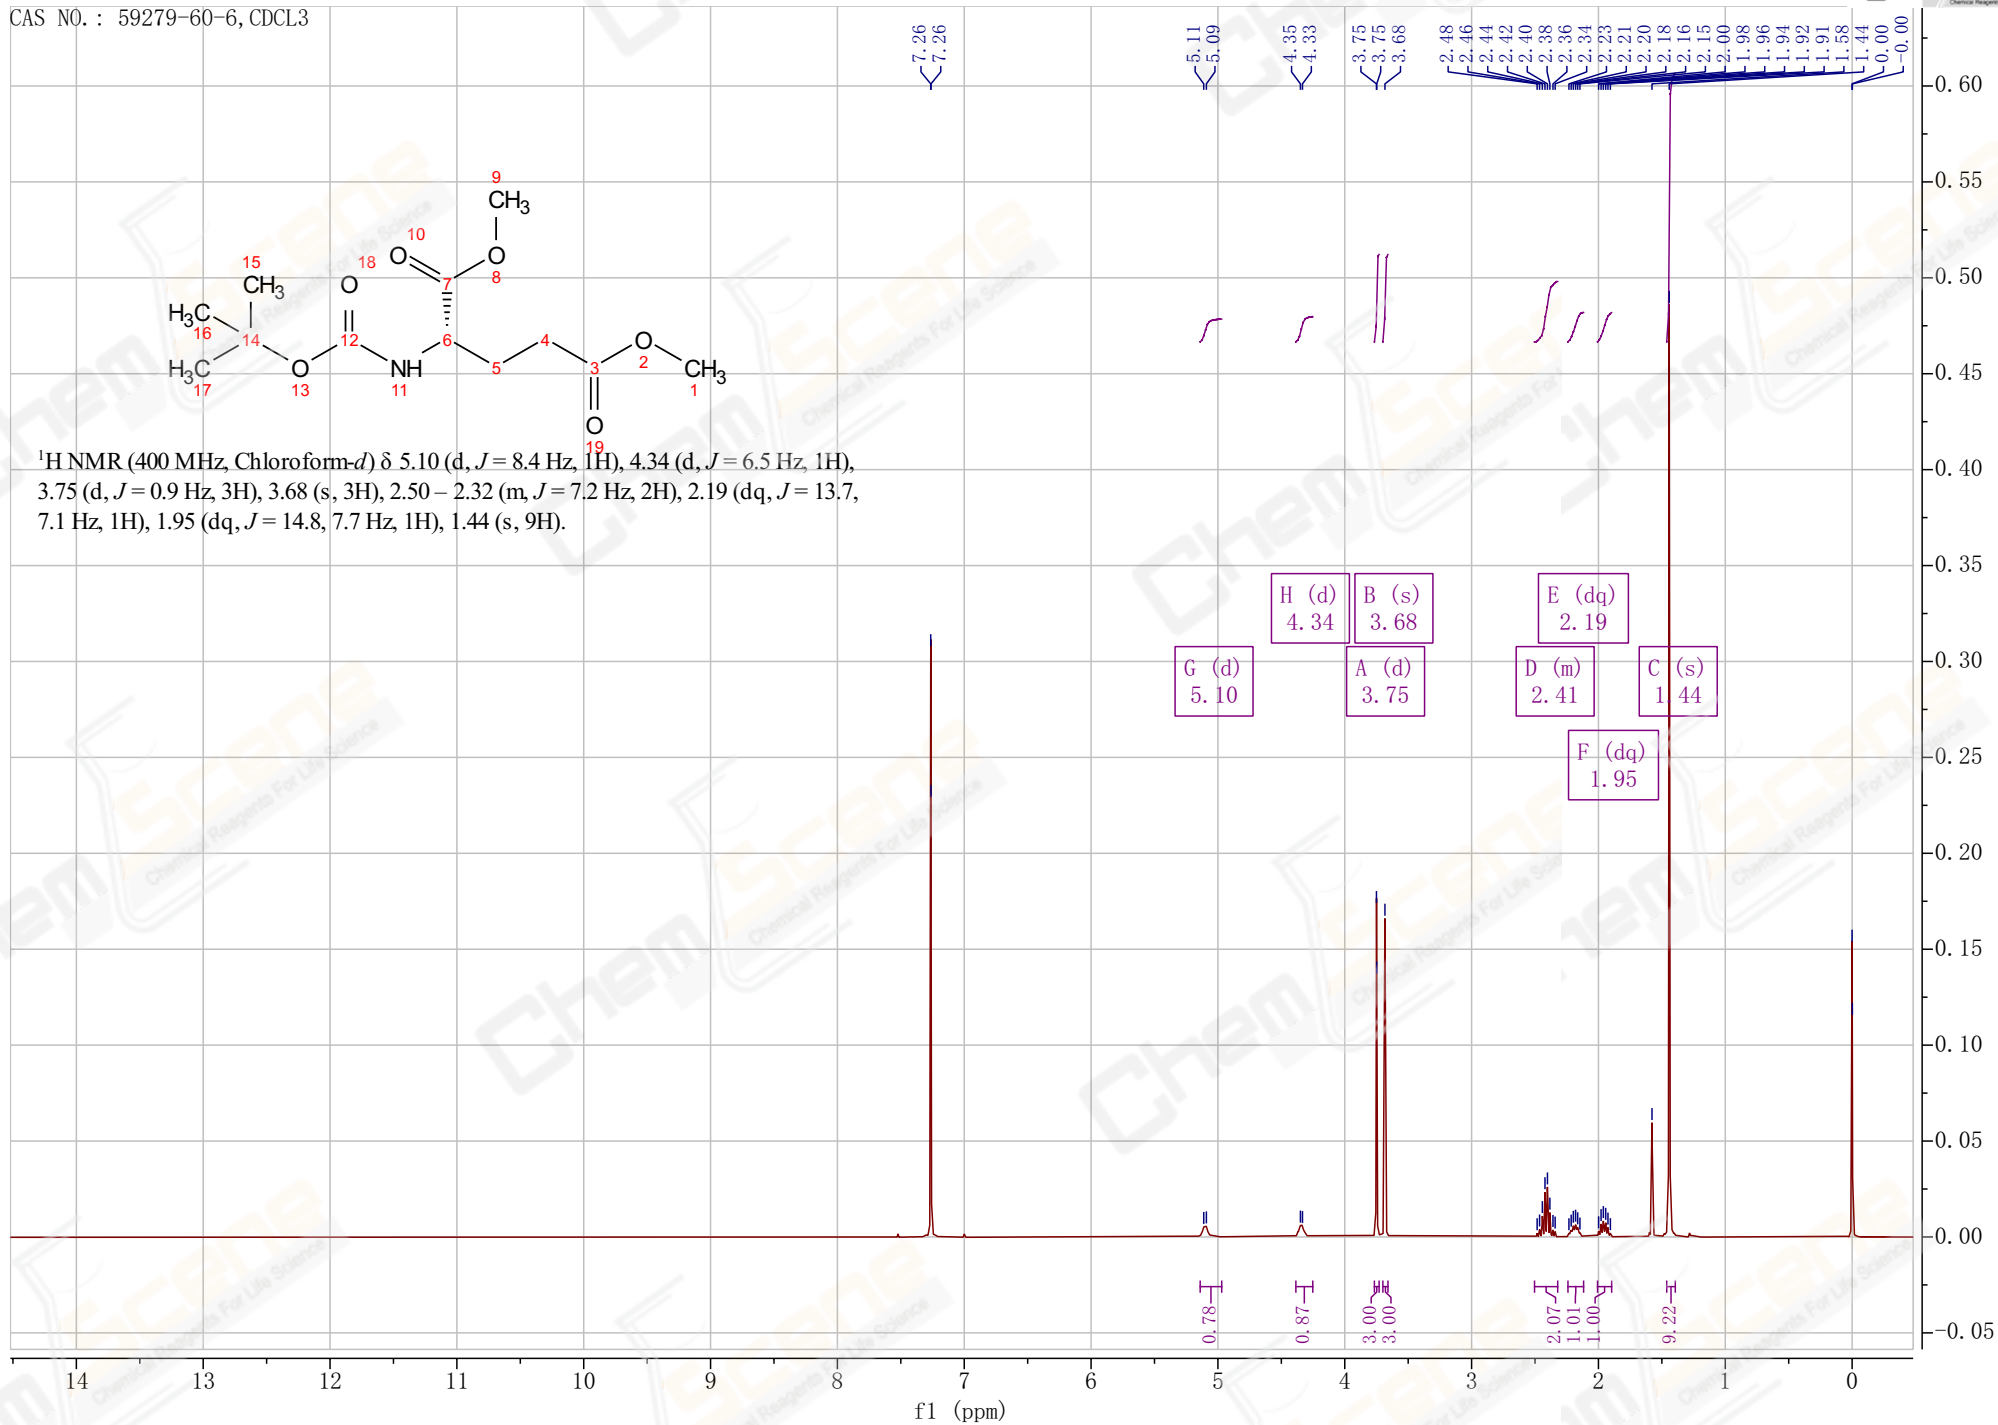 CAS NO.: 59279-60-6, CDCL3
7.26
7.26
5.11
5.09
4.35
4.33
3.75
3.75
3.68
2.48
2.46
2.44
2.42
2.40
2.38
2.36
2.34
2.23
2.21
2.20
2.18
2.16
2.15
2.00
1.98
1.96
1.94
1.92
1.91
1.58
1.44
0.00
-0.00
9
CH3
10
O
18
O
8
15
CH3
O
7
H3C
16
14
12
6
4
O
2
H3C
17
O
13
NH
11
5
3
CH3
1
O
19
¹H NMR (400 MHz, Chloroform-d) δ 5.10 (d, J = 8.4 Hz, 1H), 4.34 (d, J = 6.5 Hz, 1H),
3.75 (d, J = 0.9 Hz, 3H), 3.68 (s, 3H), 2.50 – 2.32 (m, J = 7.2 Hz, 2H), 2.19 (dq, J = 13.7,
7.1 Hz, 1H), 1.95 (dq, J = 14.8, 7.7 Hz, 1H), 1.44 (s, 9H).
H (d)
4.34
B (s)
3.68
E (dq)
2.19
G (d)
5.10
A (d)
3.75
D (m)
2.41
C (s)
1.44
F (dq)
1.95
0.60
0.55
0.50
0.45
0.40
0.35
0.30
0.25
0.20
0.15
0.10
0.05
0.00
-0.05
0.78
0.87
3.00
3.00
2.07
1.01
1.00
9.22
14 13 12 11 10 9 8 7 6 5 4 3 2 1 0
f1 (ppm)
ChemScene
Chemical Reagents For Life Science